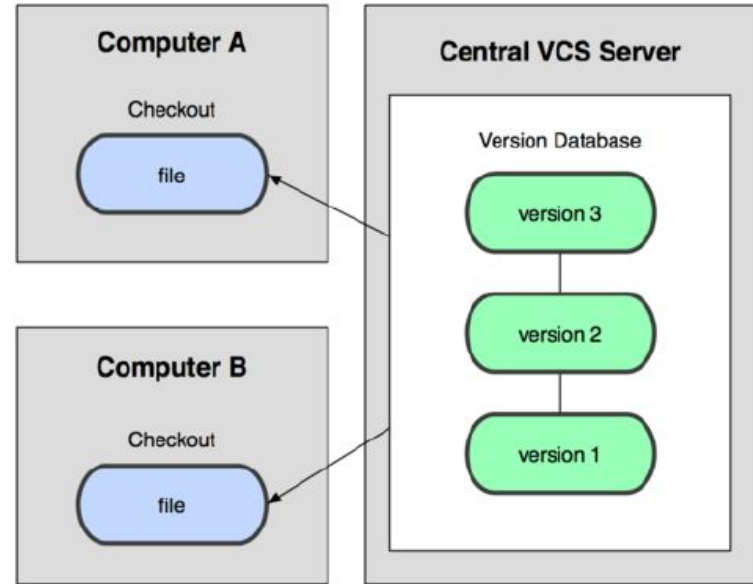 Computer A
Checkout
file
Computer B
Checkout
file
Central VCS Server
Version Database
version 3
version 2
version 1